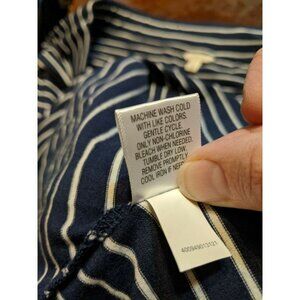 MACHINE WASH COLD
WITH LIKE COLORS.
GENTLE CYCLE.
ONLY NON-CHLORINE
BLEACH WHEN NEEDED.
TUMBLE DRY LOW.
REMOVE PROMPTLY.
COOL IRON IF